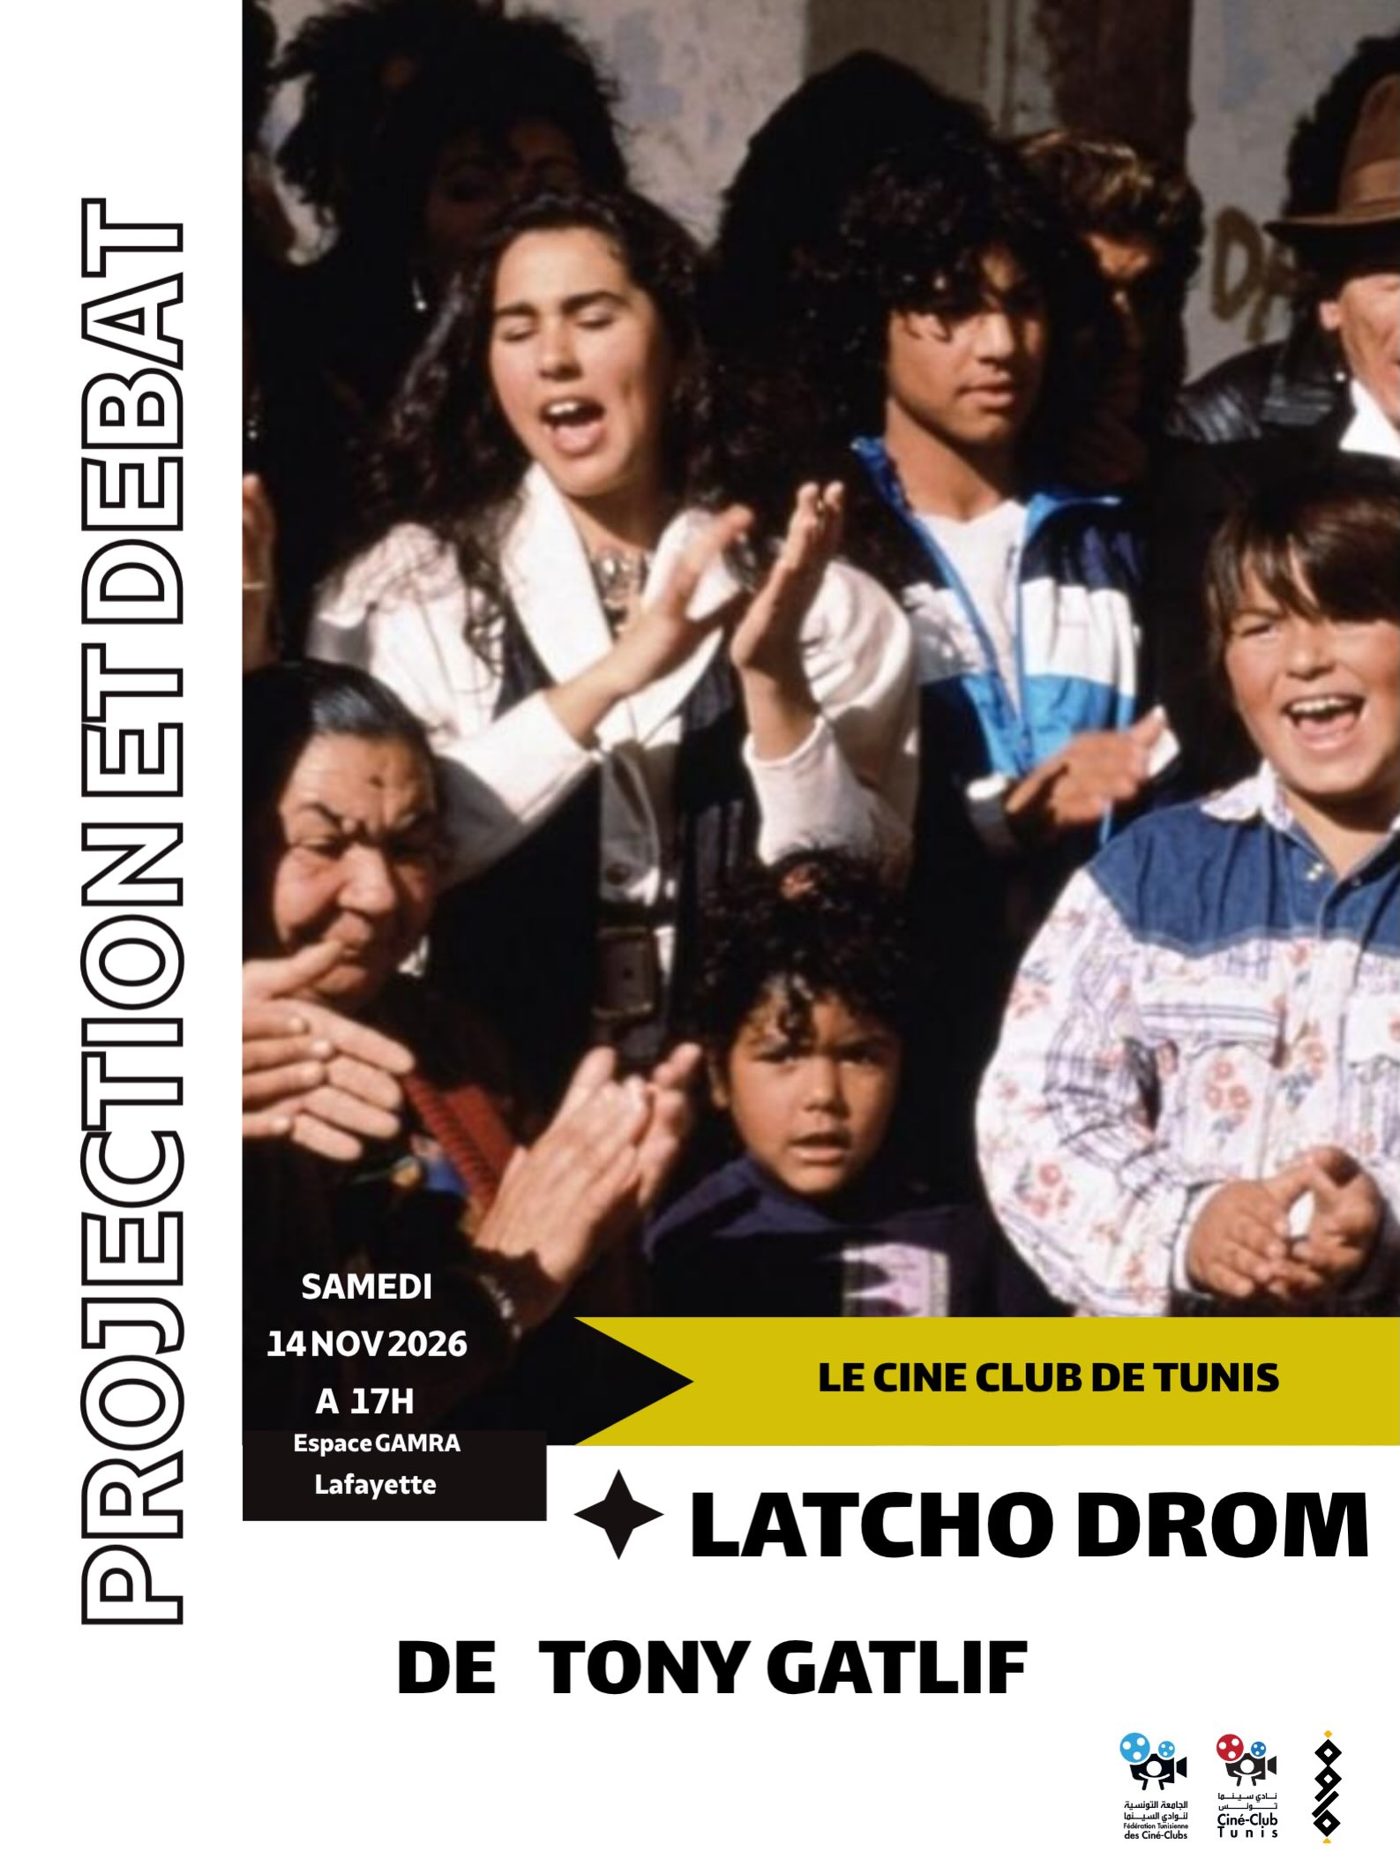 PROJECTION ET DEBAT
SAMEDI
14 NOV 2026
A 17H
Espace GAMRA
Lafayette
LE CINE CLUB DE TUNIS
LATCHO DROM
DE TONY GATLIF
الجامعة التونسية
لنوادي السينما
Fédération Tunisienne
des Ciné-Clubs
نادي سينما
تونس
Ciné-Club
Tunis